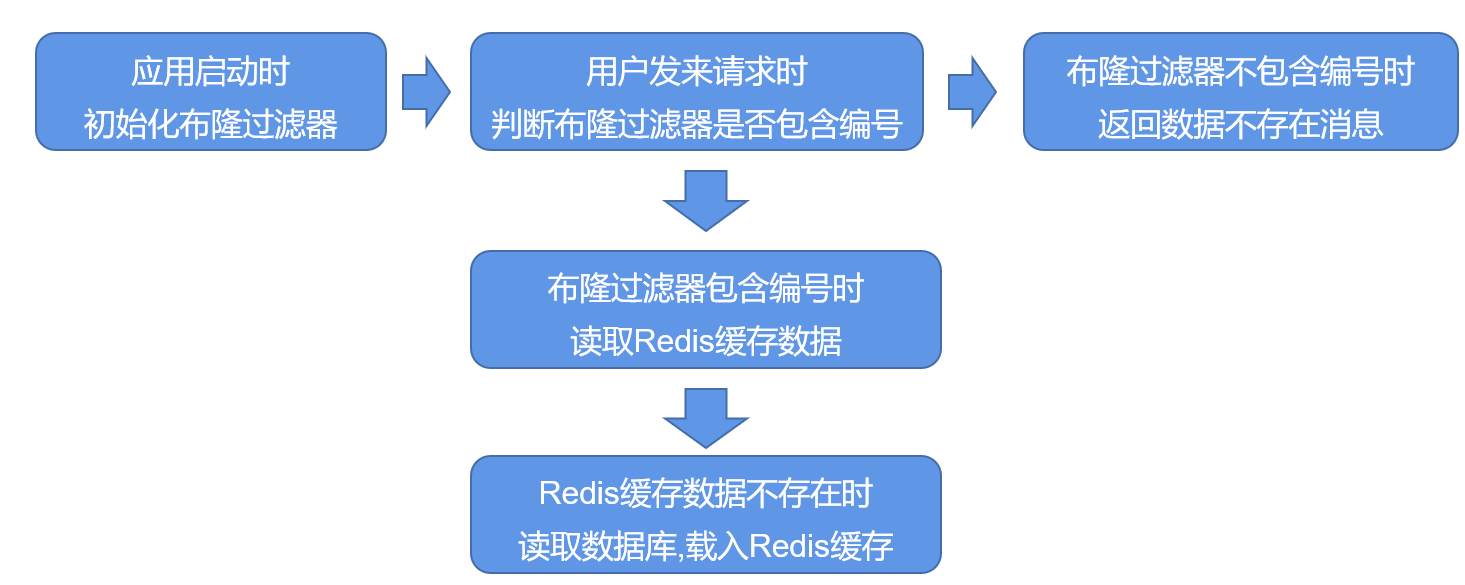 应用启动时
初始化布隆过滤器
用户发来请求时
判断布隆过滤器是否包含编号
布隆过滤器不包含编号时
返回数据不存在消息
布隆过滤器包含编号时
读取Redis缓存数据
Redis缓存数据不存在时
读取数据库,载入Redis缓存